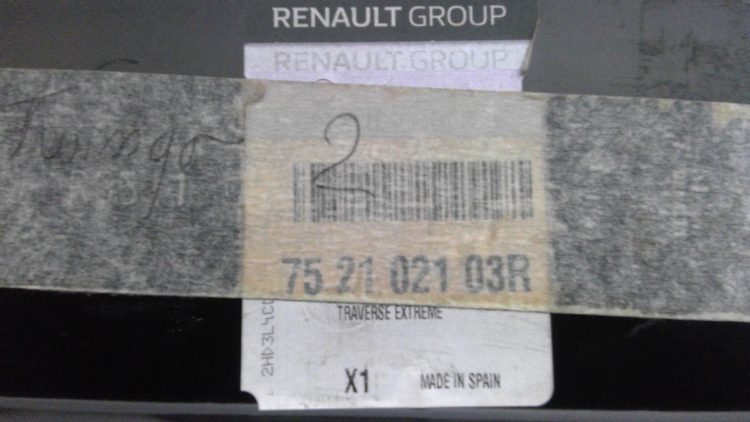 RENAULT GROUP
RENAULT GROUP
Twingo
2
75 21 021 03R
TRAVERSE EXTREME
X1
MADE IN SPAIN